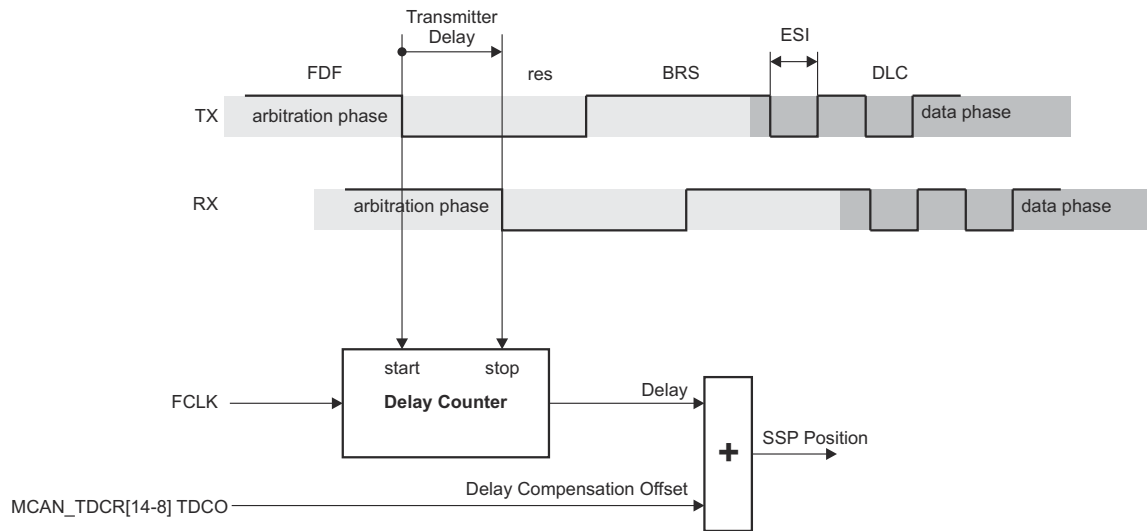 Transmitter
Delay
ESI
FDF
res
BRS
DLC
TX
arbitration phase
data phase
RX
arbitration phase
data phase
start
stop
FCLK
Delay Counter
Delay
+
SSP Position
MCAN_TDCR[14-8] TDCO
Delay Compensation Offset